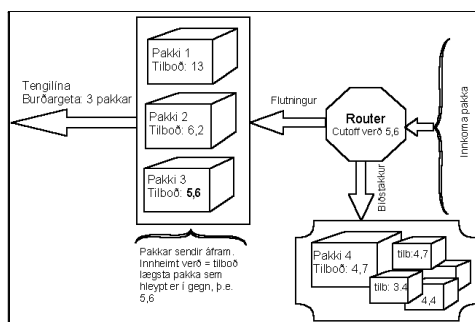 Pakki 1
Tilboð: 13
Tengilína
Burðargeta: 3 pakkar
Pakki 2
Tilboð: 6,2
Flutningur
Router
Cutoff verð 5,6
Innkoma pakka
Pakki 3
Tilboð:
5,6
Biðstakkur
Pakkar sendir áfram.
Innheimt verð = tilboð
lægsta pakka sem
hleypt er í gegn, þ.e.
5,6
Pakki 4
Tilboð: 4,7
tilb:4,7
tilb: 3,4
4,4